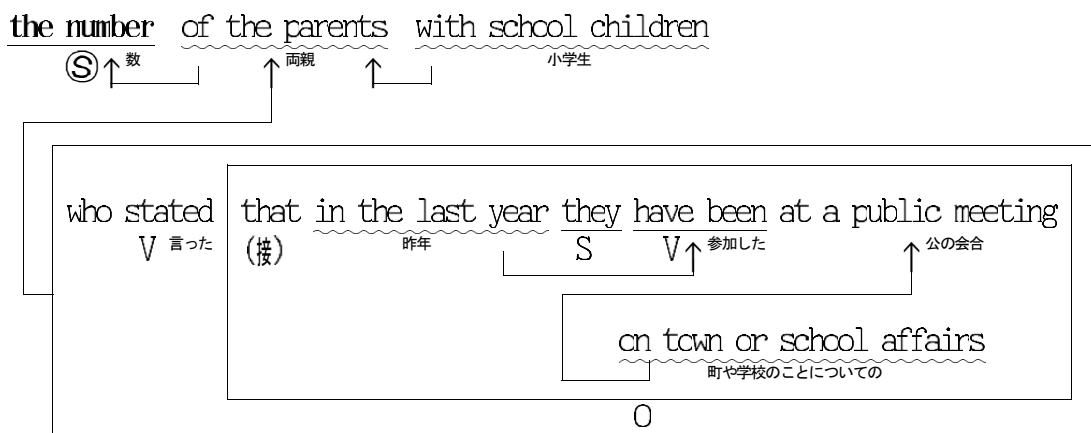 the number of the parents with school children
Ⓢ 数 両親 小学生
who stated that in the last year they have been at a public meeting
V 言った (接) 昨年 S V 参加した 公の会合
on town or school affairs
町や学校のことについての
O